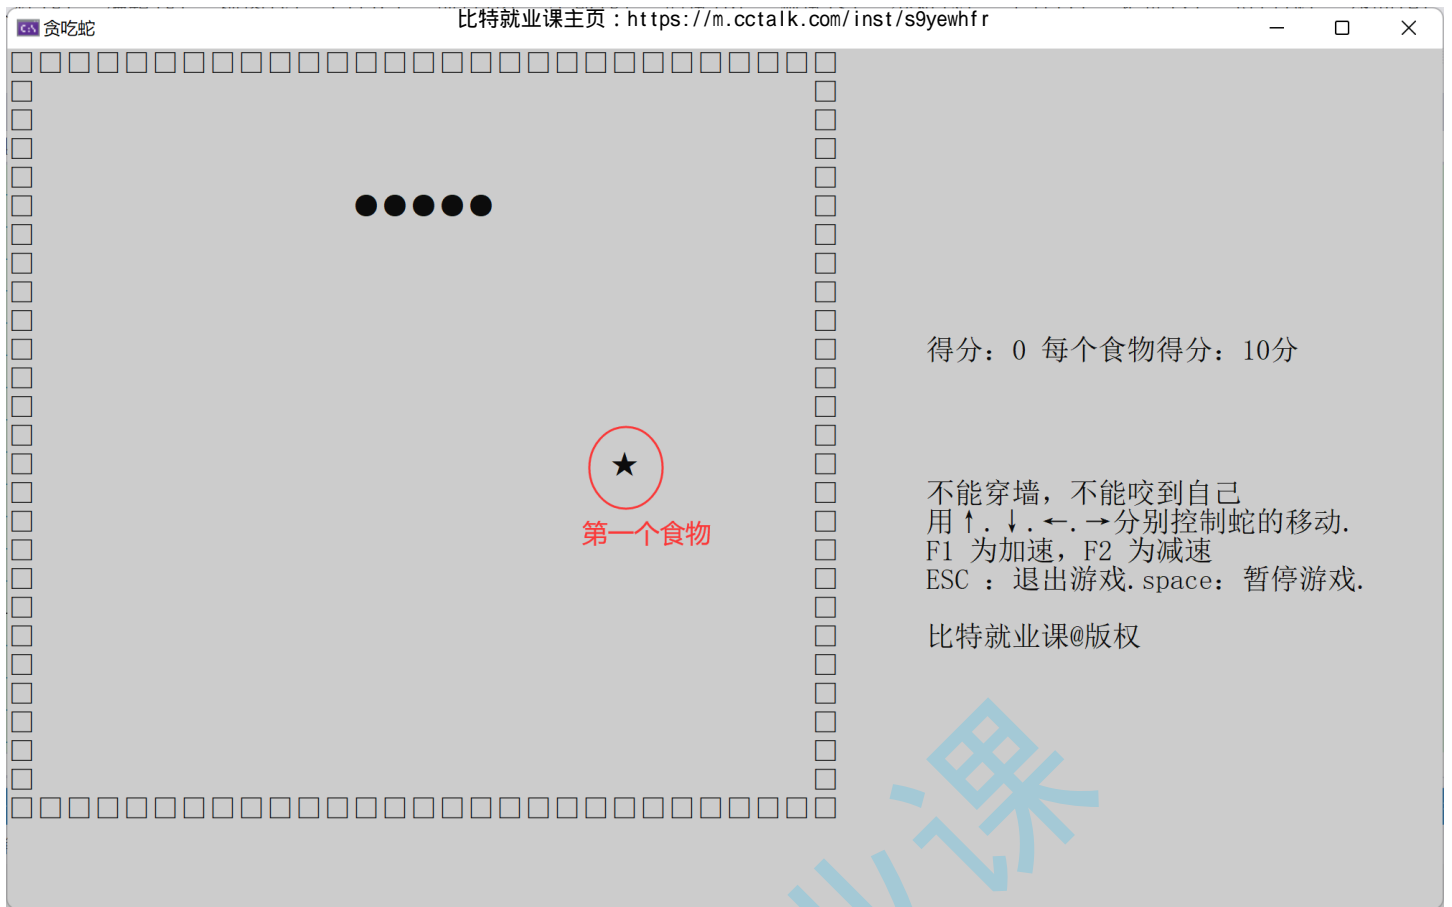 比特就业课主页：https://m.cctalk.com/inst/s9yewhfr
贪吃蛇
得分：0 每个食物得分：10分
第一个食物
不能穿墙，不能咬到自己
用↑.↓.←.→分别控制蛇的移动.
F1 为加速，F2 为减速
ESC ：退出游戏.space：暂停游戏.
比特就业课@版权
业课